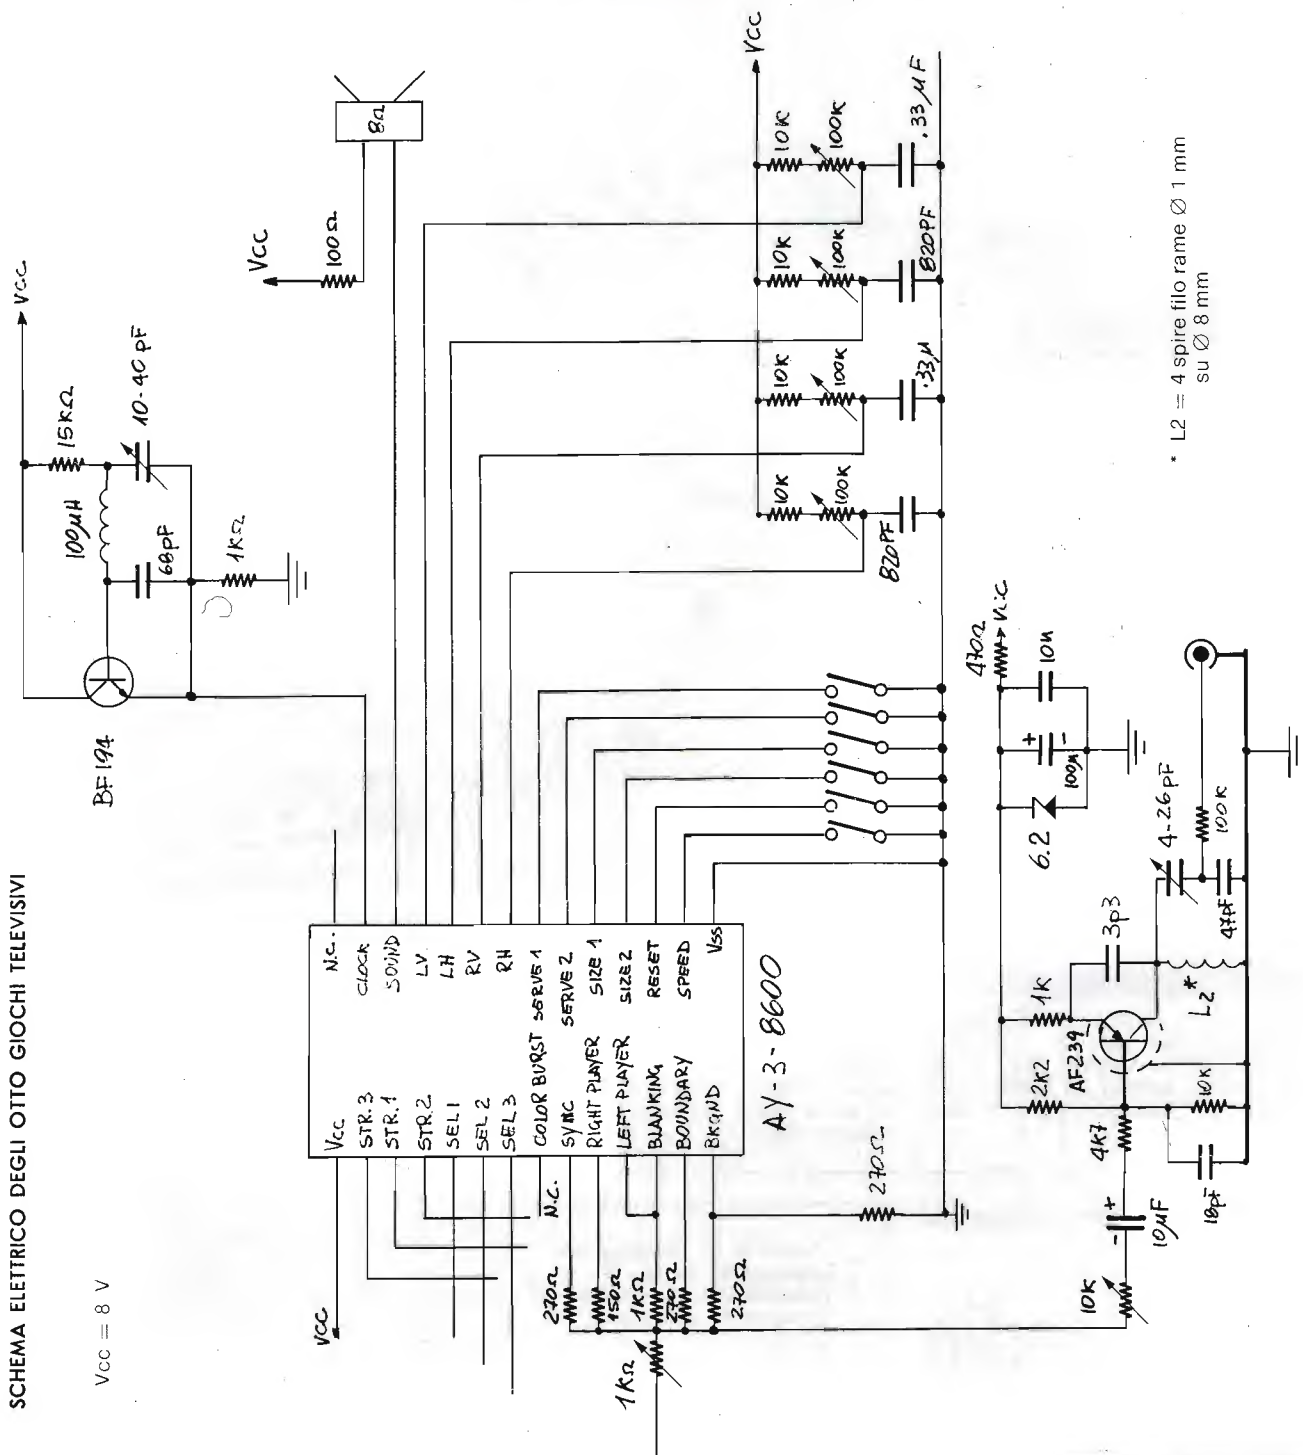 SCHEMA ELETTRICO DEGLI OTTO GIOCHI TELEVISIVI
Vcc = 8 V
BF194
Vcc
15KΩ
10-40 pF
100µH
68pF
1KΩ
Vcc
100Ω
8Ω
N.C.
CLOCK
SOUND
LV
LH
RV
RH
SERVE 1
SERVE 2
SIZE 1
SIZE 2
RESET
SPEED
Vss
Vcc
STR.3
STR.1
STR.2
SEL 1
SEL 2
SEL 3
COLOR BURST
SYNC
RIGHT PLAYER
LEFT PLAYER
BLANKING
BOUNDARY
BKGND
AY-3-8600
Vcc
N.C.
270Ω
150Ω
1KΩ
270Ω
270Ω
1KΩ
270Ω
Vcc
10K
100K
820PF
10K
100K
.33µ
10K
100K
820PF
10K
100K
.33µF
10K
10µF
- +
4K7
18pF
10K
2K2
AF239
1K
3p3
L2*
4-26 pF
47pF
100K
6.2
+ -
100µ
10n
470Ω
Vcc
* L2 = 4 spire filo rame Ø 1 mm
su Ø 8 mm